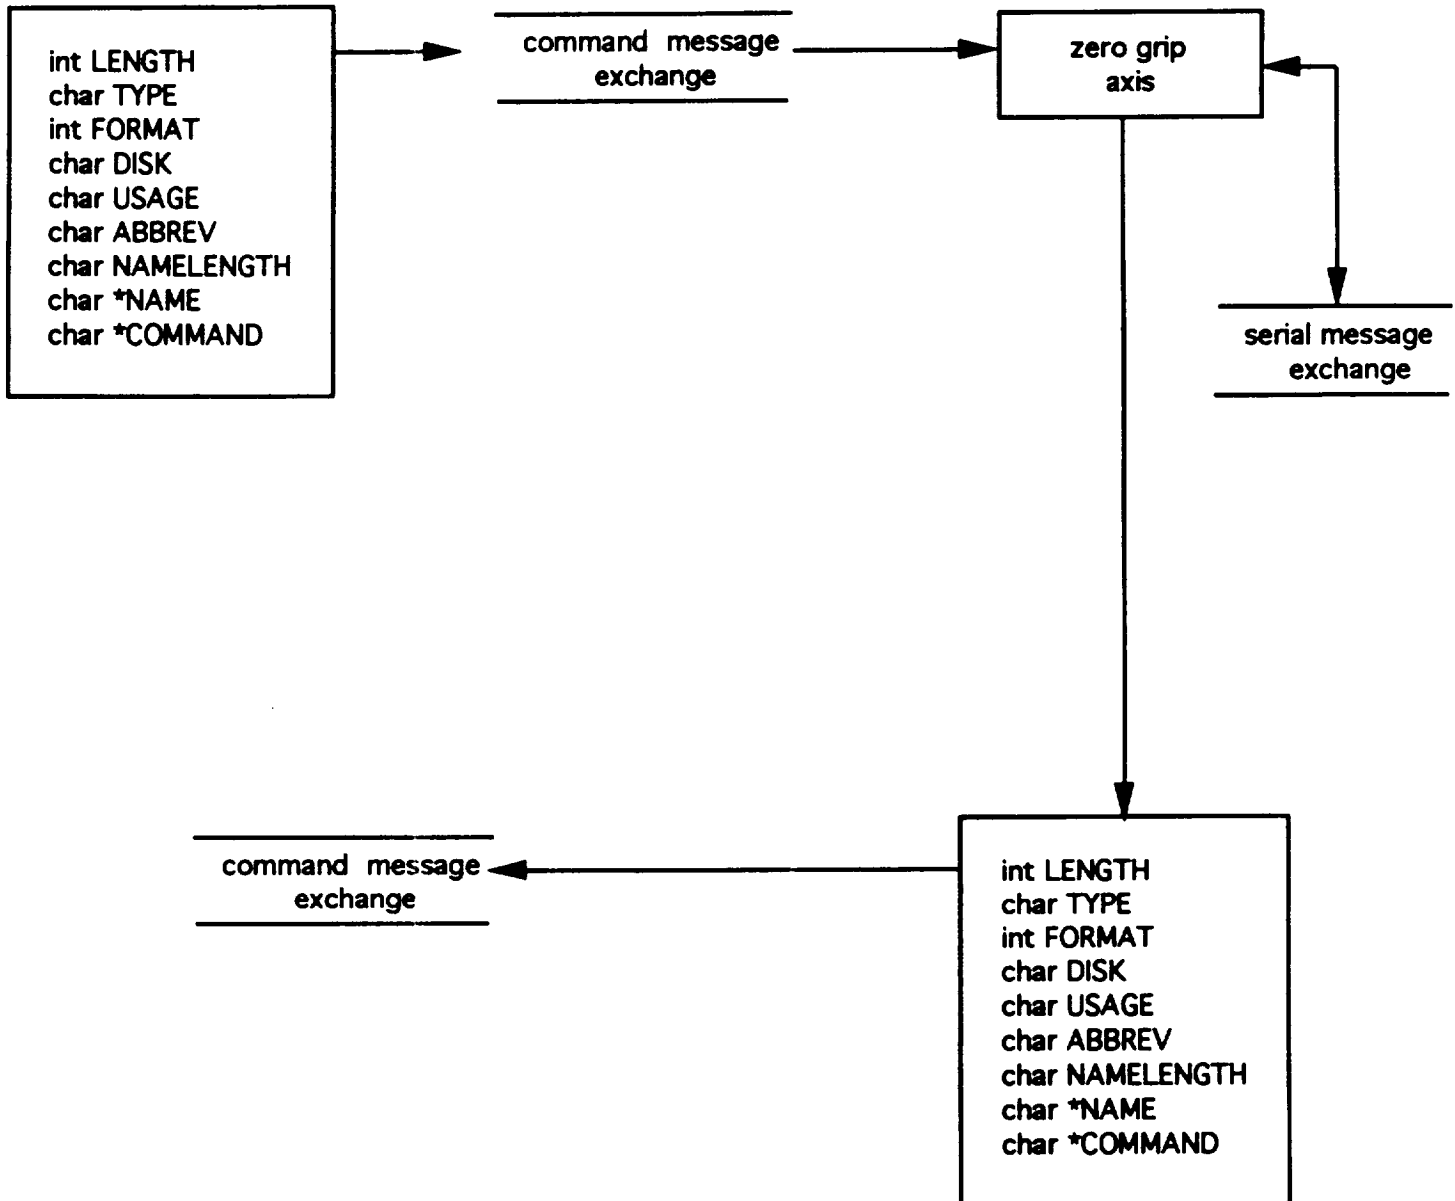 int LENGTH
char TYPE
int FORMAT
char DISK
char USAGE
char ABBREV
char NAMELENGTH
char *NAME
char *COMMAND
command message
exchange
zero grip
axis
serial message
exchange
command message
exchange
int LENGTH
char TYPE
int FORMAT
char DISK
char USAGE
char ABBREV
char NAMELENGTH
char *NAME
char *COMMAND